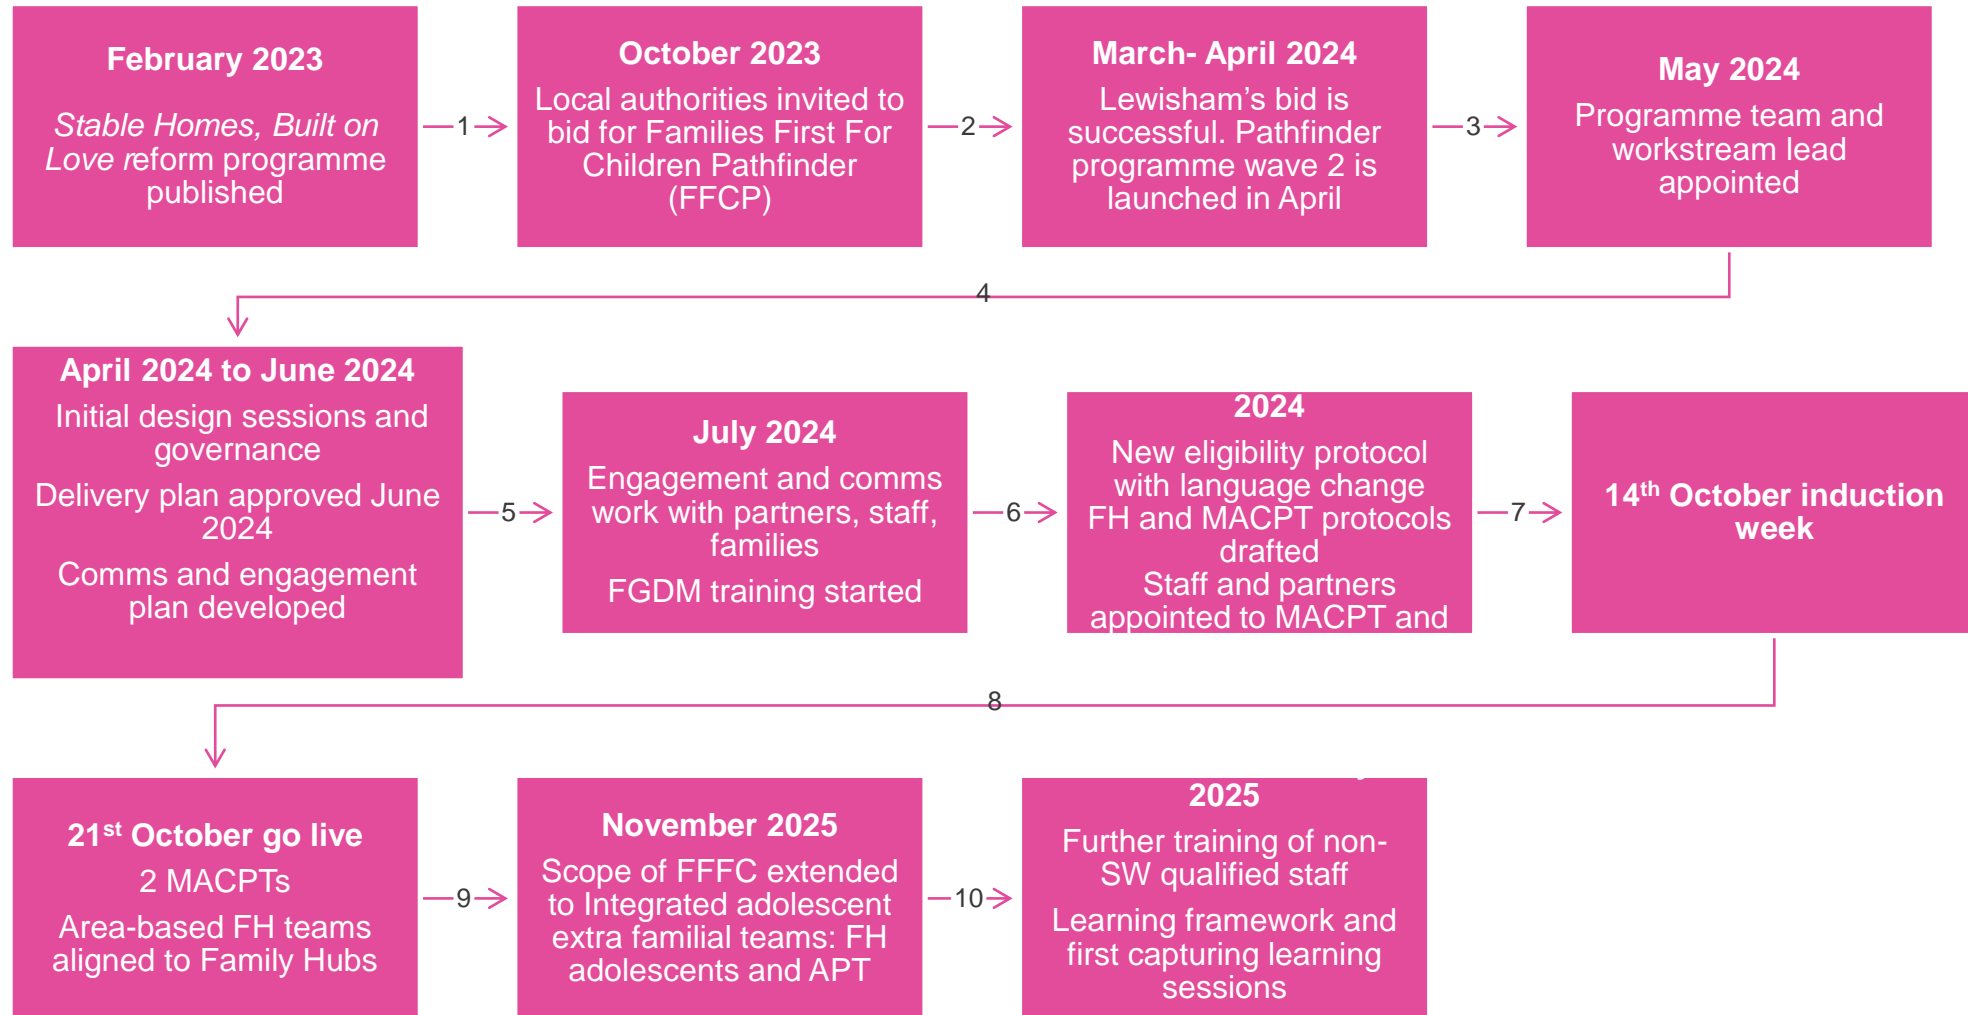 February 2023
Stable Homes, Built on
Love reform programme
published
1
October 2023
Local authorities invited to
bid for Families First For
Children Pathfinder
(FFCP)
2
March- April 2024
Lewisham’s bid is
successful. Pathfinder
programme wave 2 is
launched in April
3
May 2024
Programme team and
workstream lead
appointed
4
April 2024 to June 2024
Initial design sessions and
governance
Delivery plan approved June
2024
Comms and engagement
plan developed
5
July 2024
Engagement and comms
work with partners, staff,
families
FGDM training started
6
2024
New eligibility protocol
with language change
FH and MACPT protocols
drafted
Staff and partners
appointed to MACPT and
7
14th October induction
week
8
21st October go live
2 MACPTs
Area-based FH teams
aligned to Family Hubs
9
November 2025
Scope of FFFC extended
to Integrated adolescent
extra familial teams: FH
adolescents and APT
10
2025
Further training of non-
SW qualified staff
Learning framework and
first capturing learning
sessions